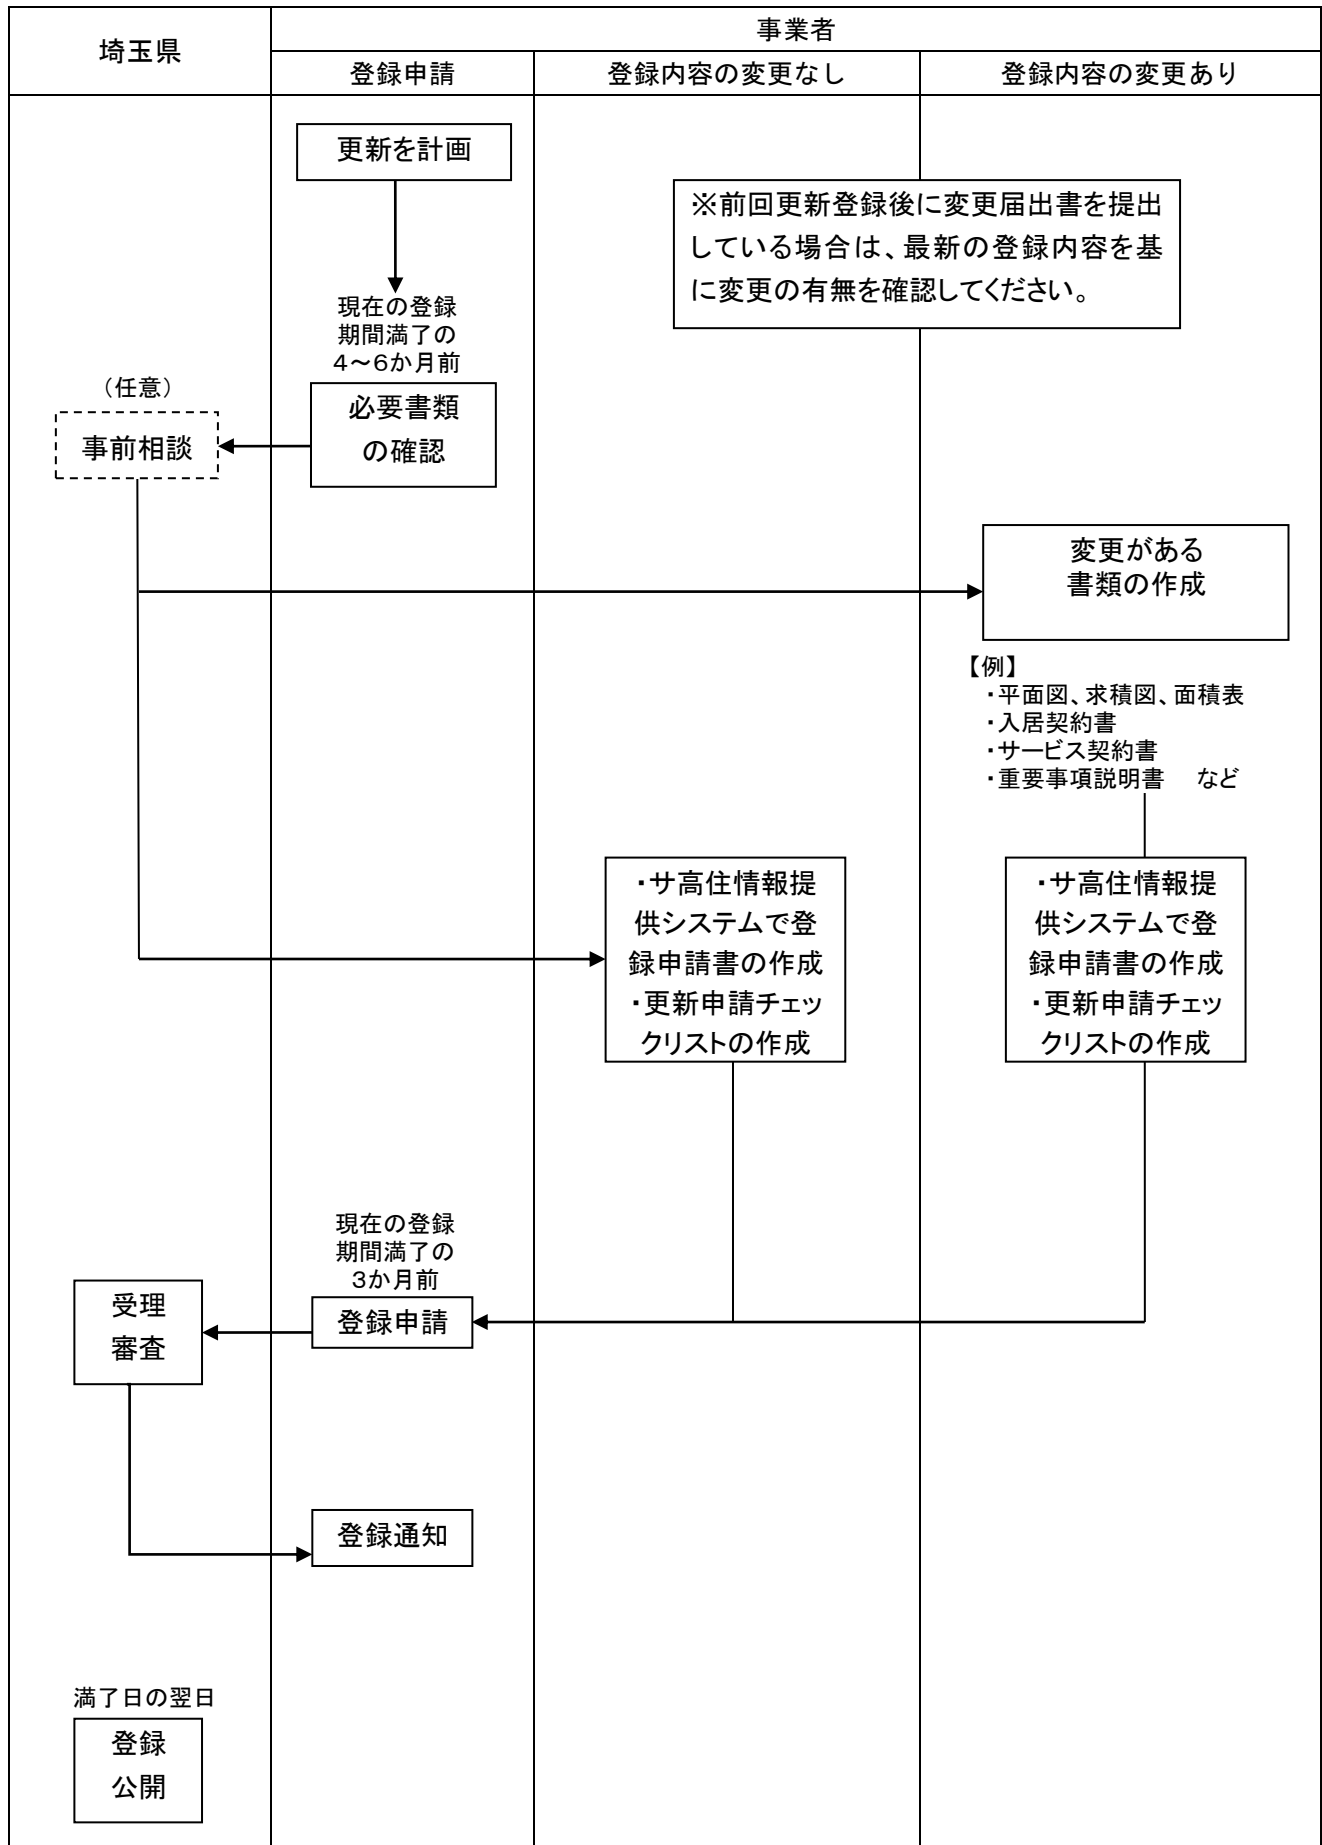 埼玉県
事業者
登録申請
登録内容の変更なし
登録内容の変更あり
更新を計画
※前回更新登録後に変更届出書を提出
している場合は、最新の登録内容を基
に変更の有無を確認してください。
現在の登録
期間満了の
4～6か月前
（任意）
事前相談
必要書類
の確認
変更がある
書類の作成
【例】
・平面図、求積図、面積表
・入居契約書
・サービス契約書
・重要事項説明書　など
・サ高住情報提
供システムで登
録申請書の作成
・更新申請チェッ
クリストの作成
・サ高住情報提
供システムで登
録申請書の作成
・更新申請チェッ
クリストの作成
現在の登録
期間満了の
3か月前
受理
審査
登録申請
登録通知
満了日の翌日
登録
公開